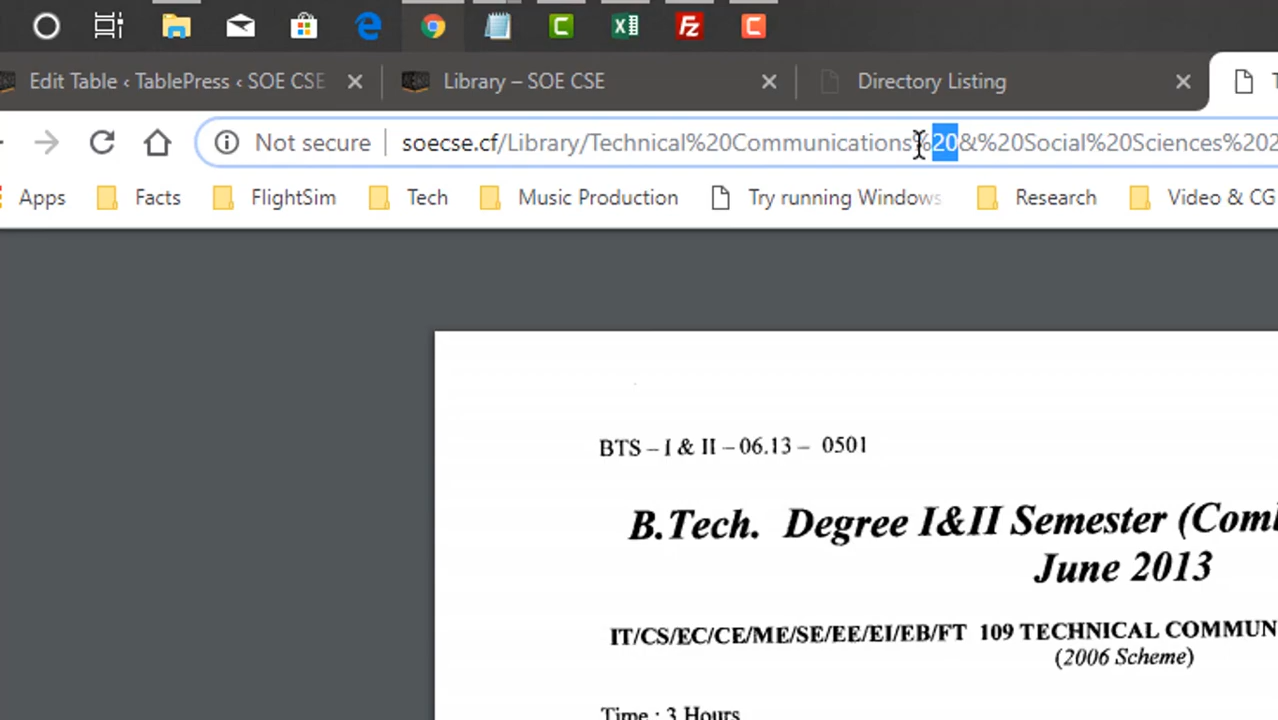 Edit Table ‹ TablePress ‹ SOE CSE
Library – SOE CSE
Directory Listing
Not secure
soecse.cf/Library/Technical%20Communications%20&%20Social%20Sciences%202
Apps
Facts
FlightSim
Tech
Music Production
Try running Windows
Research
Video & CG
BTS – I & II – 06.13 – 0501
B.Tech. Degree I&II Semester (Com
June 2013
IT/CS/EC/CE/ME/SE/EE/EI/EB/FT 109 TECHNICAL COMMUN
(2006 Scheme)
Time : 3 Hours